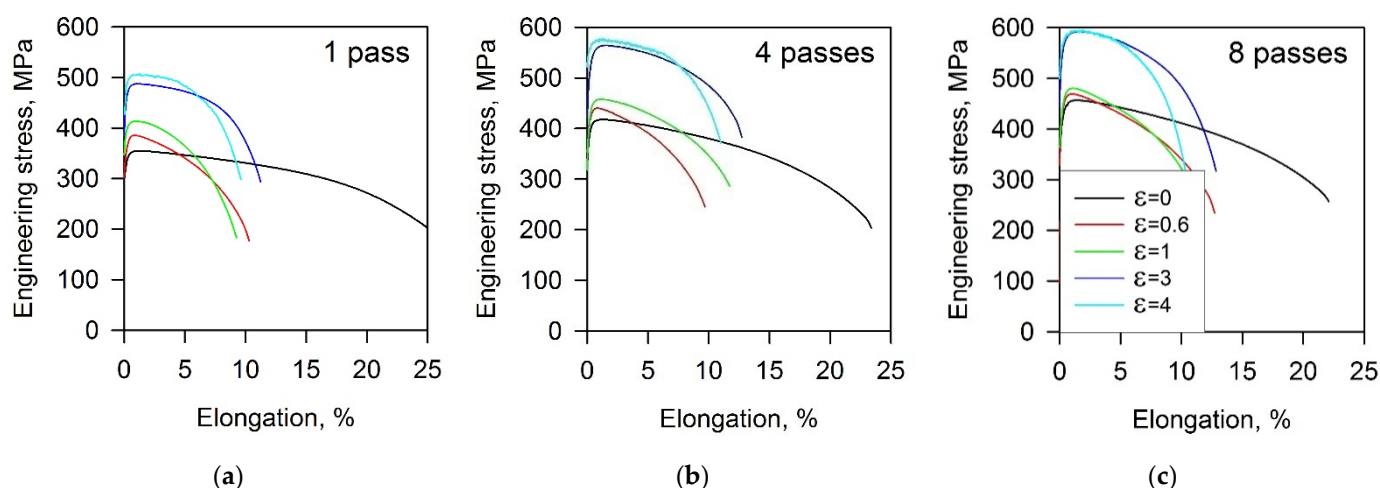 1 pass
Engineering stress, MPa
600
500
400
300
200
100
0
0 5 10 15 20 25
Elongation, %
(a)
4 passes
Engineering stress, MPa
600
500
400
300
200
100
0
0 5 10 15 20 25
Elongation, %
(b)
8 passes
Engineering stress, MPa
600
500
400
300
200
100
0
ε=0
ε=0.6
ε=1
ε=3
ε=4
0 5 10 15 20 25
Elongation, %
(c)